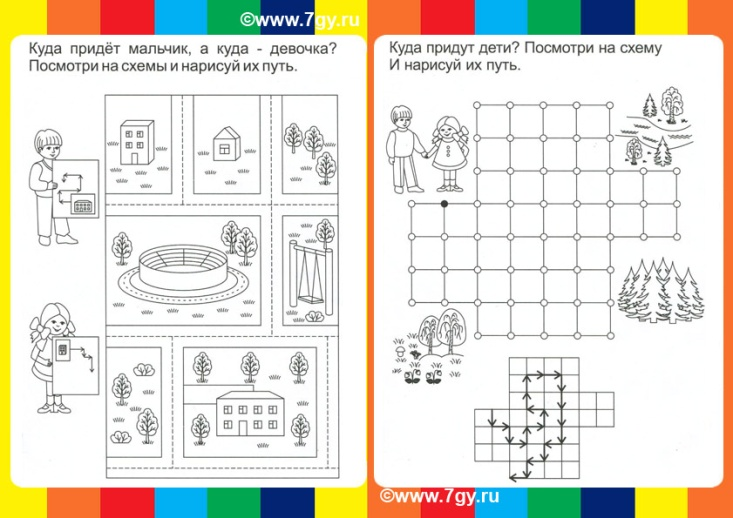 ©www.7gy.ru
Куда придёт мальчик, а куда - девочка?
Посмотри на схемы и нарисуй их путь.
Куда придут дети? Посмотри на схему
И нарисуй их путь.
©www.7gy.ru